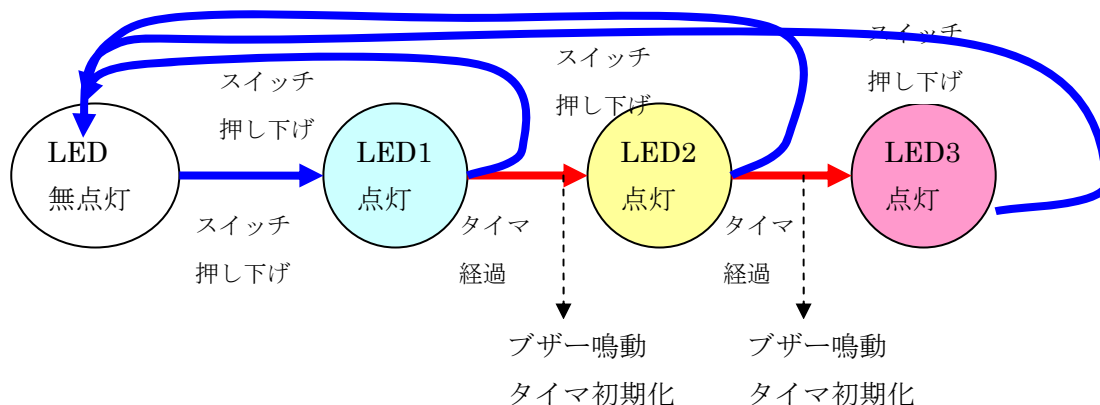 スイッチ
押し下げ
スイッチ
押し下げ
スイッチ
押し下げ
LED
無点灯
LED1
点灯
LED2
点灯
LED3
点灯
スイッチ
押し下げ
タイマ
経過
タイマ
経過
ブザー鳴動
タイマ初期化
ブザー鳴動
タイマ初期化